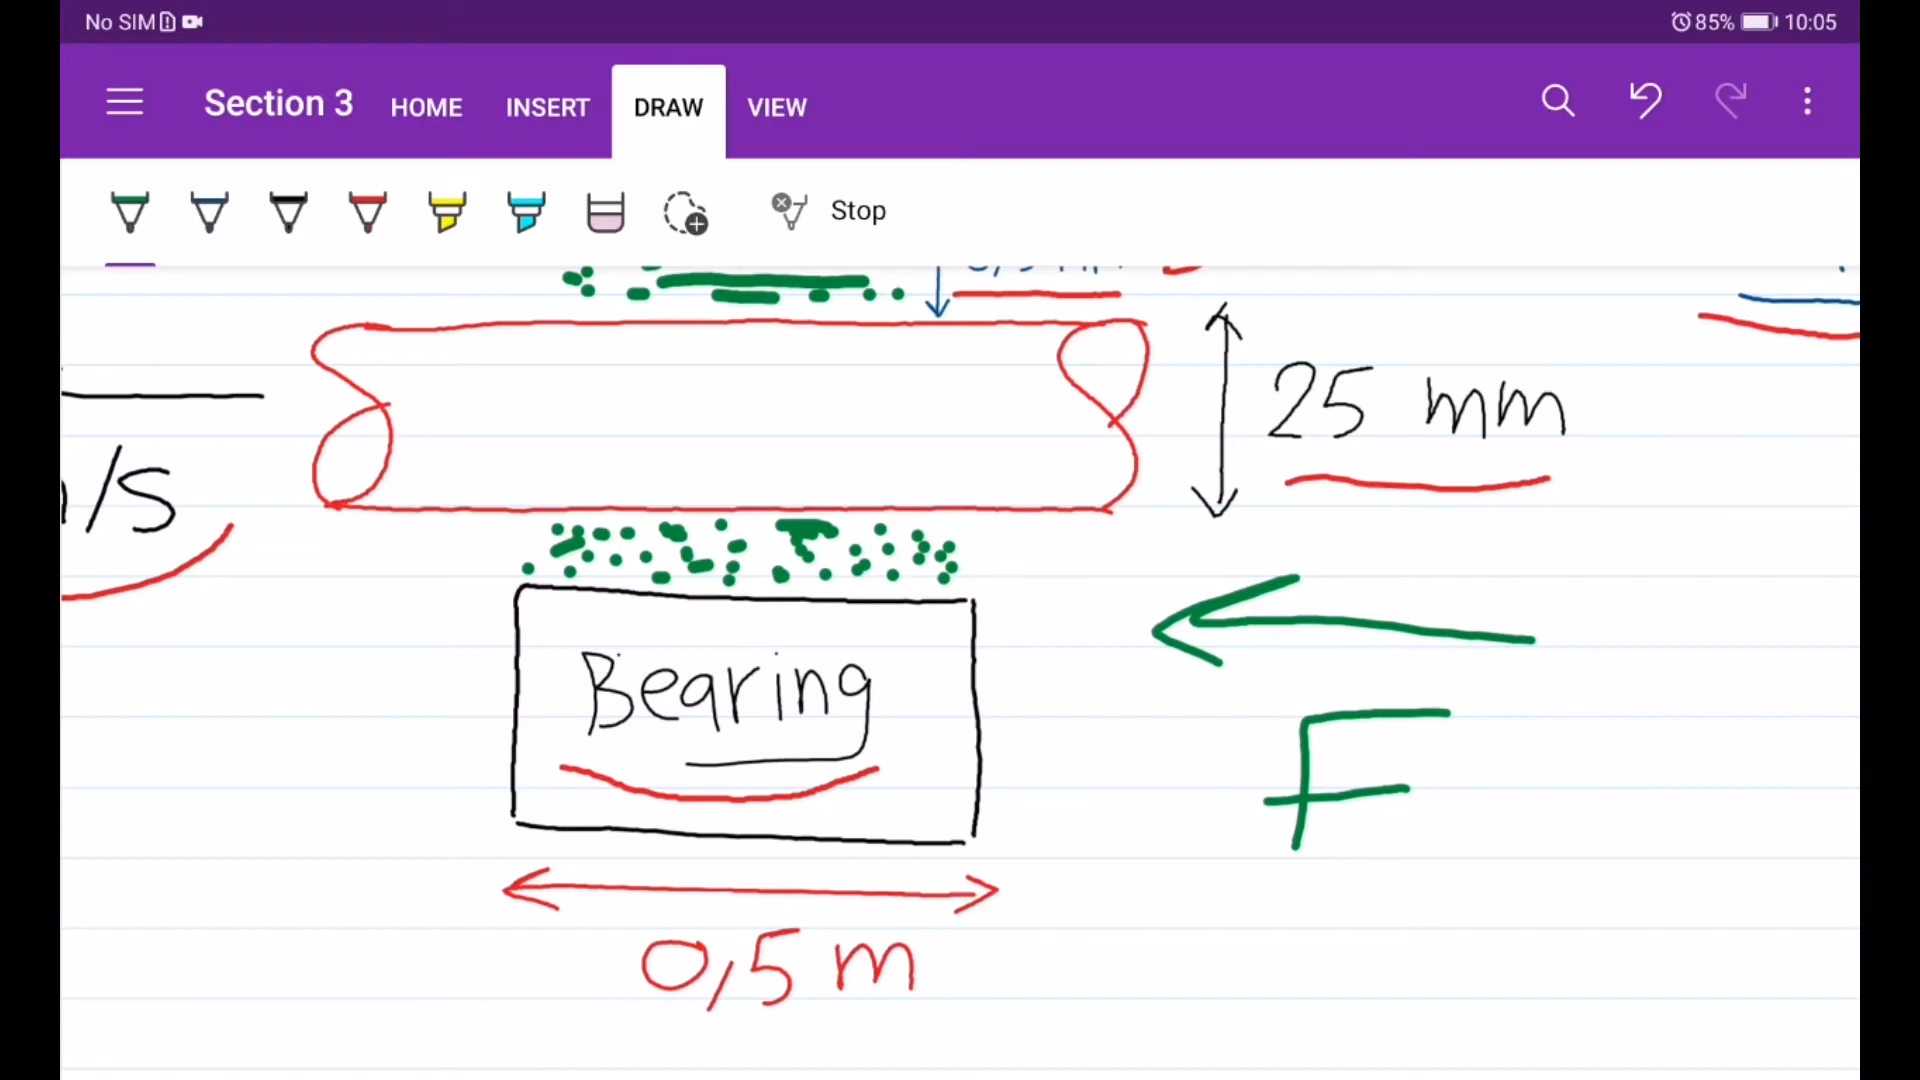 No SIM
85% 10:05
Section 3 HOME INSERT DRAW VIEW
Stop
25 mm
/s
Bearing
F
0,5 m